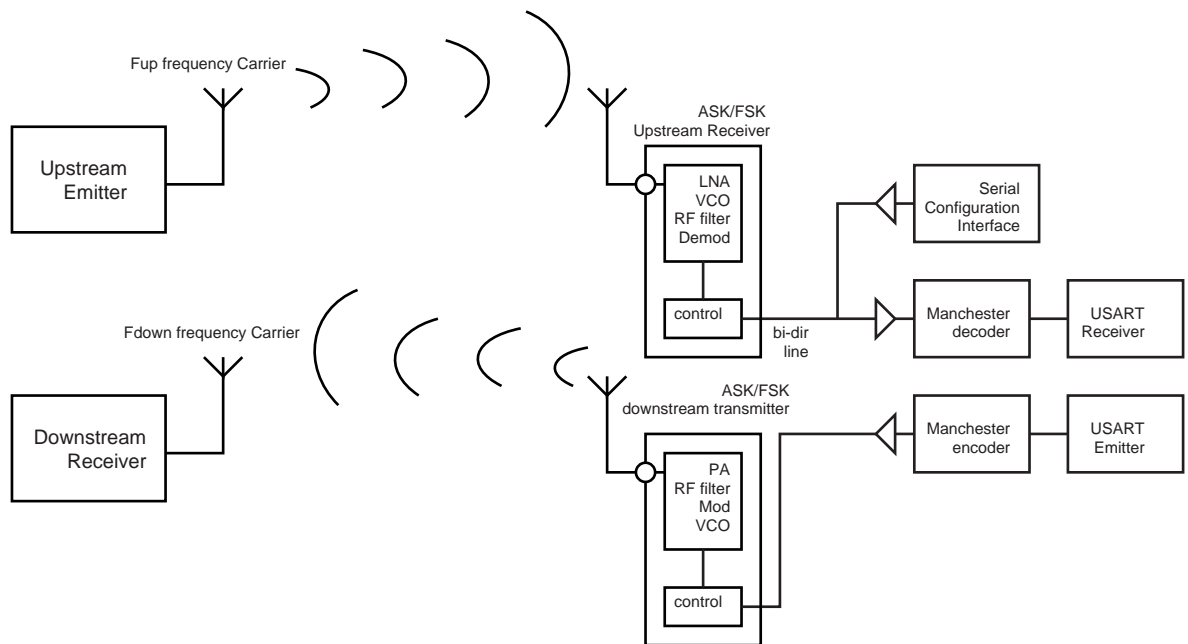 Fup frequency Carrier
Upstream
Emitter
ASK/FSK
Upstream Receiver
LNA
VCO
RF filter
Demod
control
bi-dir
line
Serial
Configuration
Interface
Manchester
decoder
USART
Receiver
Fdown frequency Carrier
Downstream
Receiver
ASK/FSK
downstream transmitter
PA
RF filter
Mod
VCO
control
Manchester
encoder
USART
Emitter